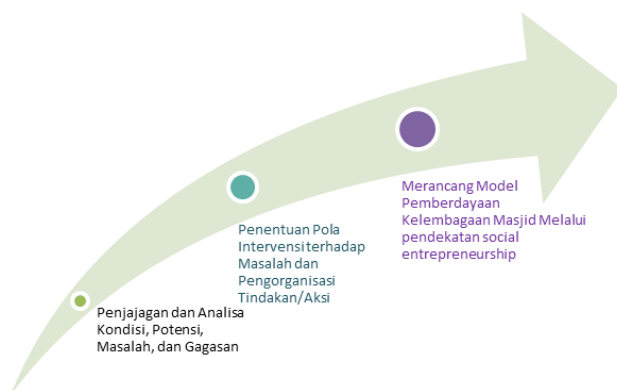 Penjajagan dan Analisa
Kondisi, Potensi,
Masalah, dan Gagasan
Penentuan Pola
Intervensi terhadap
Masalah dan
Pengorganisasi
Tindakan/Aksi
Merancang Model
Pemberdayaan
Kelembagaan Masjid Melalui
pendekatan social
entrepreneurship